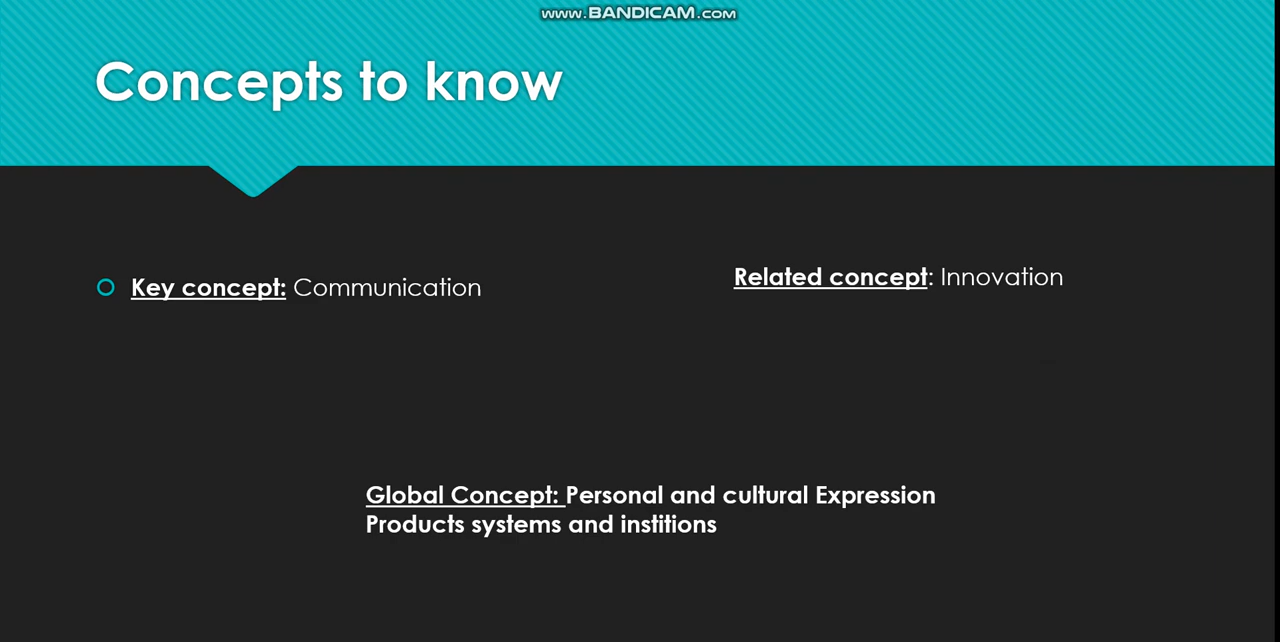 www.BANDICAM.com
Concepts to know
Key concept: Communication
Related concept: Innovation
Global Concept: Personal and cultural Expression
Products systems and institions